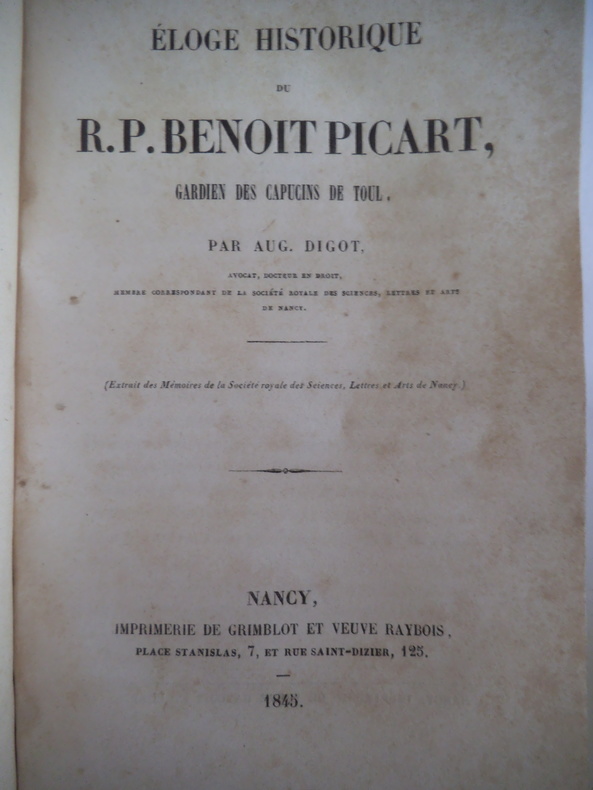 ÉLOGE HISTORIQUE
DU
R. P. BENOIT PICART,
GARDIEN DES CAPUCINS DE TOUL,
PAR AUG. DIGOT,
AVOCAT, DOCTEUR EN DROIT,
MEMBRE CORRESPONDANT DE LA SOCIÉTÉ ROYALE DES SCIENCES, LETTRES ET ARTS
DE NANCY.
(Extrait des Mémoires de la Société royale des Sciences, Lettres et Arts de Nancy.)
NANCY,
IMPRIMERIE DE GRIMBLOT ET VEUVE RAYBOIS,
PLACE STANISLAS, 7, ET RUE SAINT-DIZIER, 125.
1845.